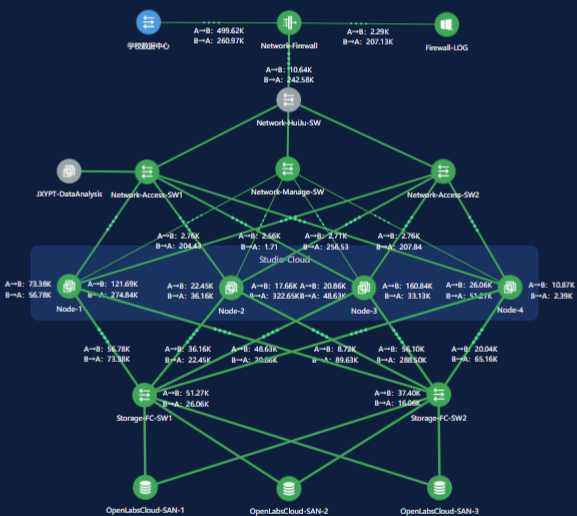 学校数据中心
A→B: 499.62K
B→A: 260.97K
Network-Firewall
A→B: 2.29K
B→A: 207.13K
Firewall-LOG
A→B: 10.64K
B→A: 242.58K
Network-HuiJu-SW
JXYPT-DataAnalysis
Network-Access-SW1
Network-Manage-SW
Network-Access-SW2
A→B: 2.76K
B→A: 204.43
A→B: 2.56K
B→A: 1.71
A→B: 2.71K
B→A: 256.53
A→B: 2.76K
B→A: 207.84
Studio-Cloud
A→B: 73.38K
B→A: 56.78K
Node-1
A→B: 121.69K
B→A: 274.84K
A→B: 22.45K
B→A: 36.16K
Node-2
A→B: 17.66K
B→A: 322.65K
A→B: 20.86K
B→A: 48.63K
Node-3
A→B: 160.84K
B→A: 33.13K
A→B: 26.06K
B→A: 51.27K
Node-4
A→B: 10.87K
B→A: 2.39K
A→B: 56.78K
B→A: 73.38K
A→B: 36.16K
B→A: 22.45K
A→B: 48.63K
B→A: 20.06K
A→B: 8.72K
B→A: 89.63K
A→B: 56.10K
B→A: 288.50K
A→B: 20.04K
B→A: 65.16K
Storage-FC-SW1
A→B: 51.27K
B→A: 26.06K
A→B: 37.40K
B→A: 16.06K
Storage-FC-SW2
OpenLabsCloud-SAN-1
OpenLabsCloud-SAN-2
OpenLabsCloud-SAN-3